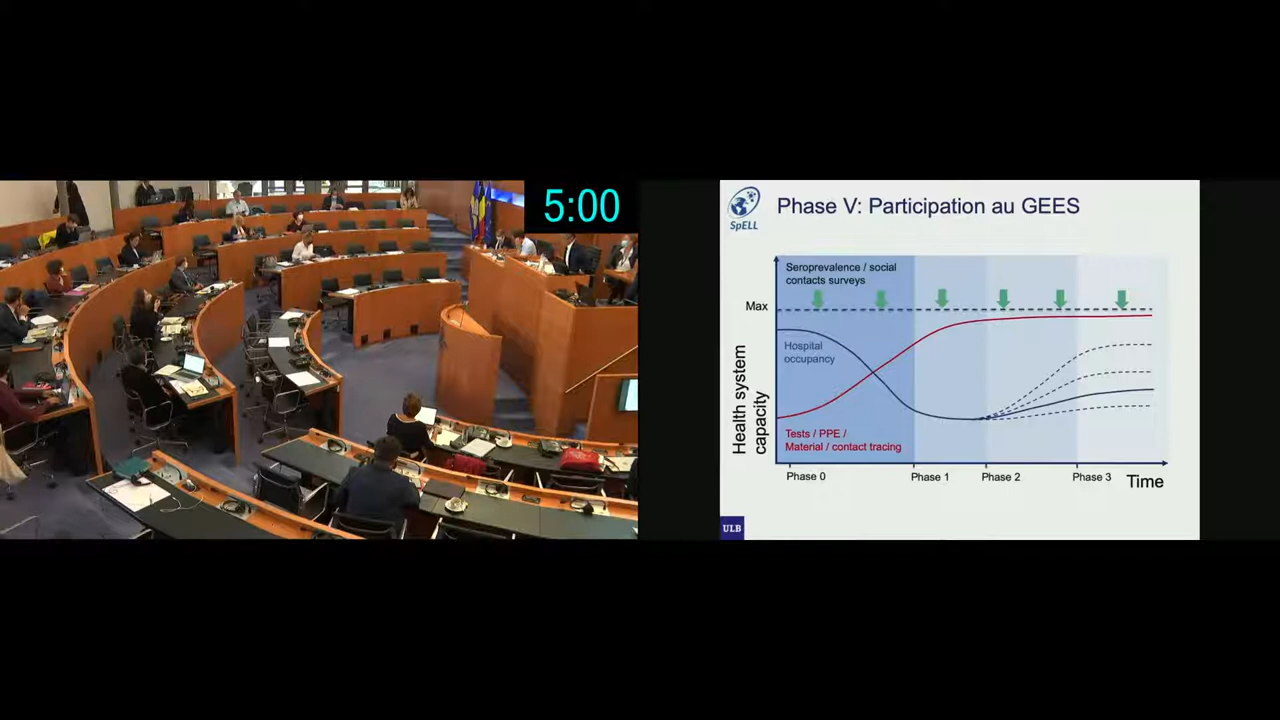 5:00
SpELL
Phase V: Participation au GEES
Seroprevalence / social
contacts surveys
Max
Hospital
occupancy
Health system
capacity
Tests / PPE /
Material / contact tracing
Phase 0
Phase 1
Phase 2
Phase 3
Time
ULB